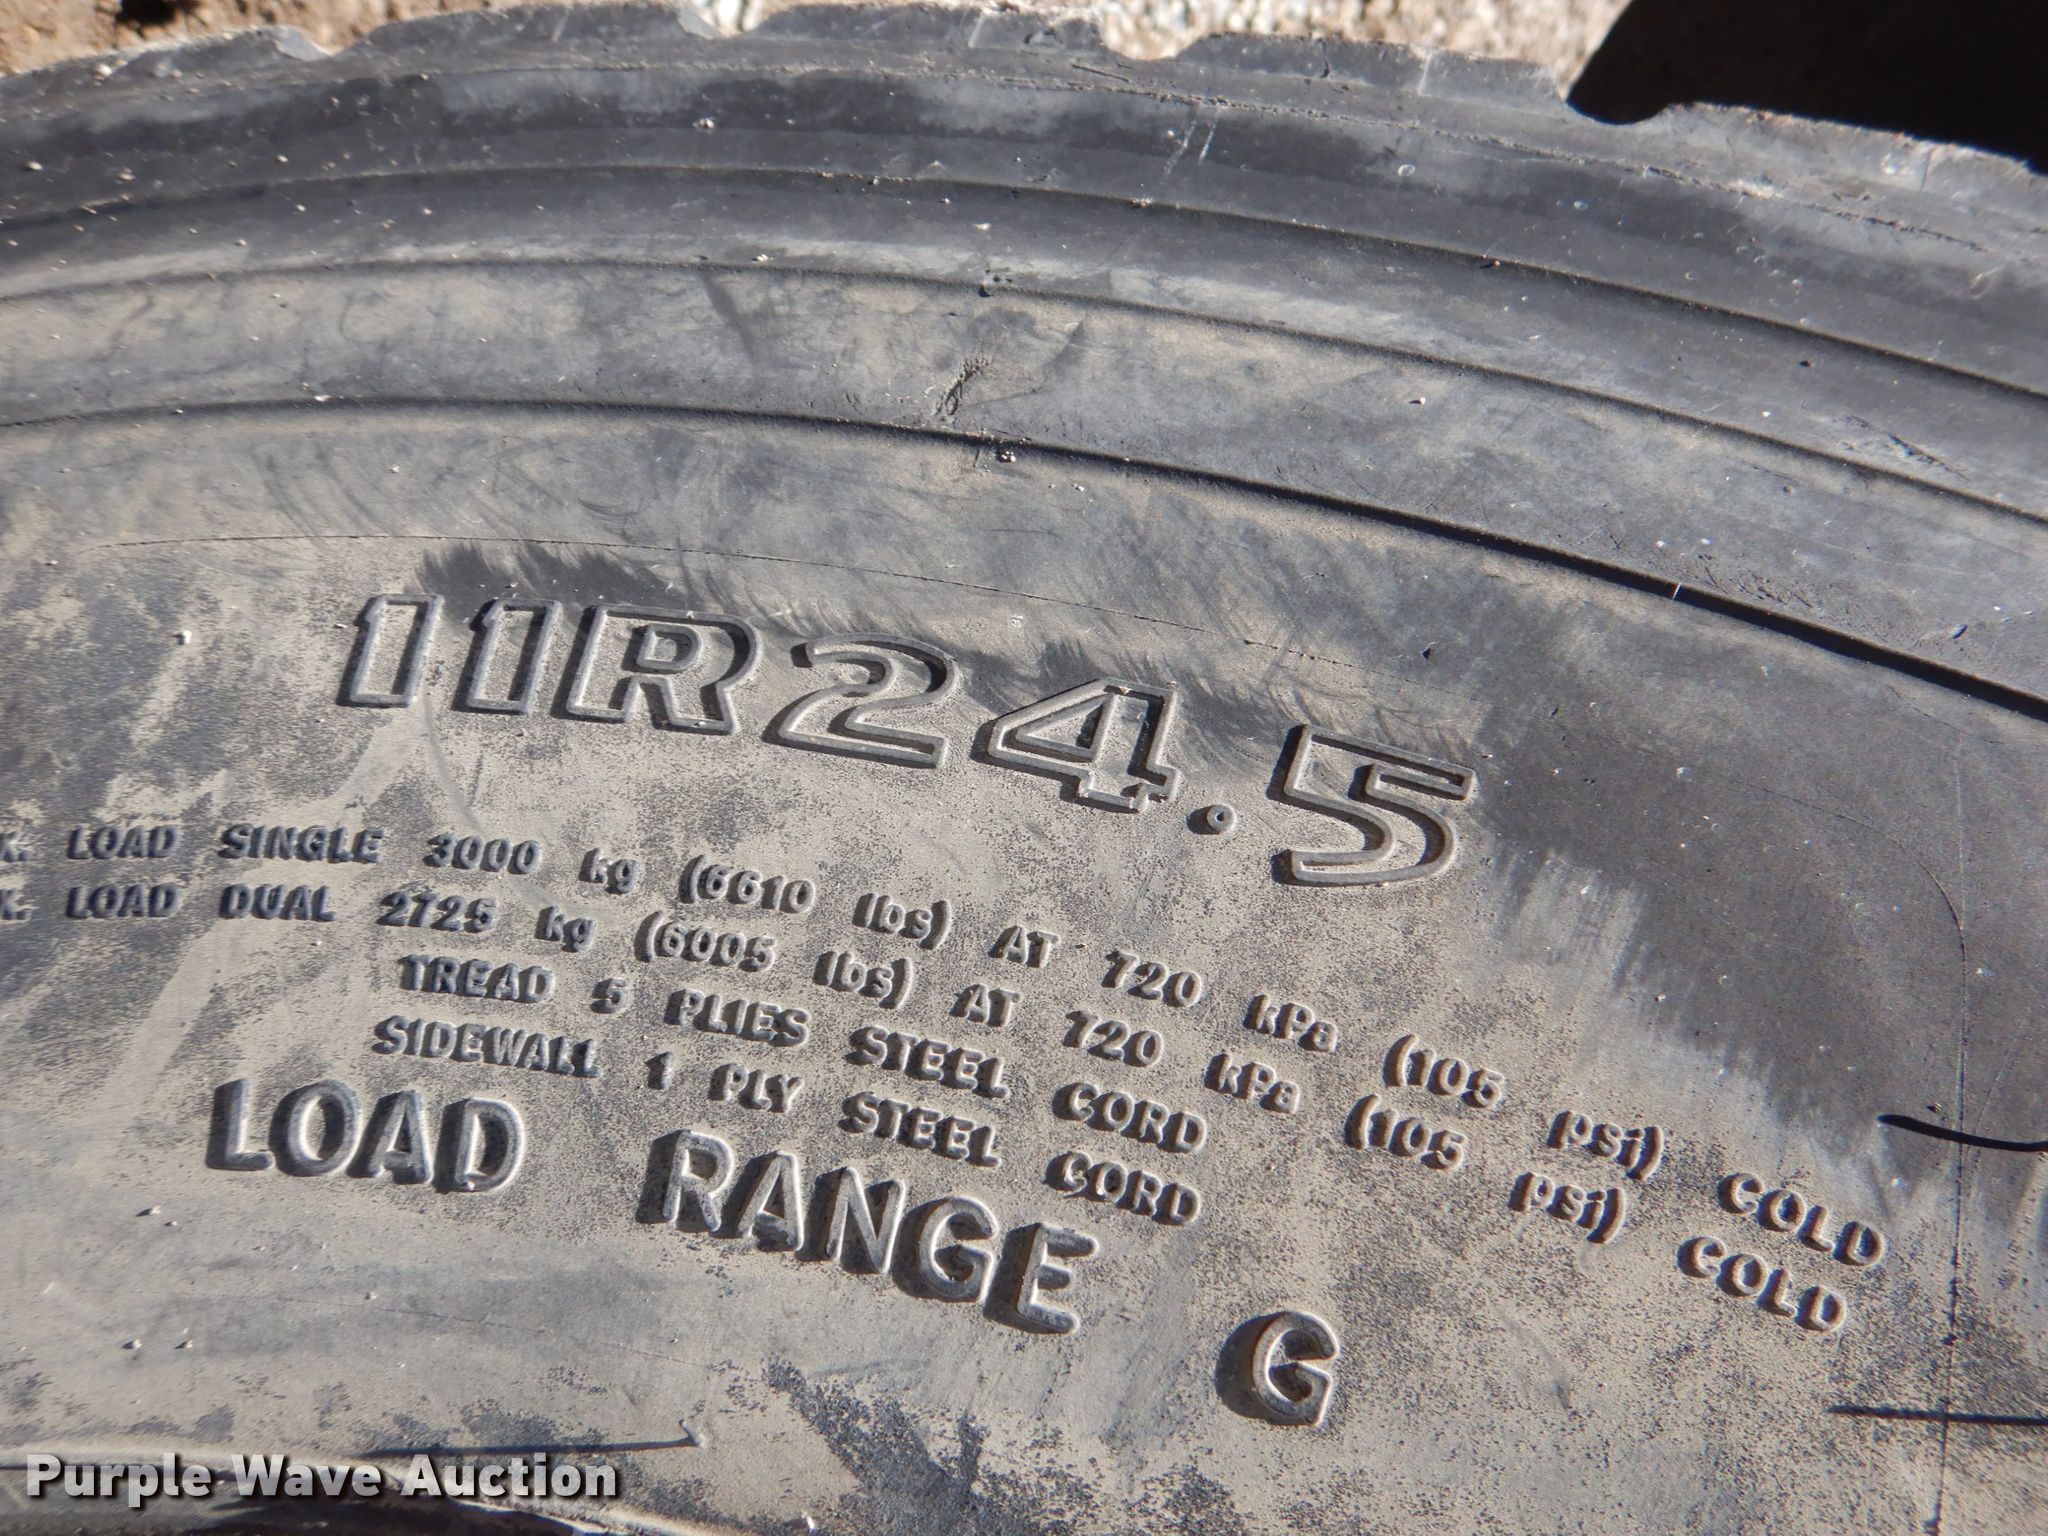 11R24.5
LOAD SINGLE 3000 kg (6610 lbs) AT 720 kPa (105 psi) COLD
LOAD DUAL 2725 kg (6005 lbs) AT 720 kPa (105 psi) COLD
TREAD 5 PLIES STEEL CORD
SIDEWALL 1 PLY STEEL CORD
LOAD RANGE G
Purple Wave Auction